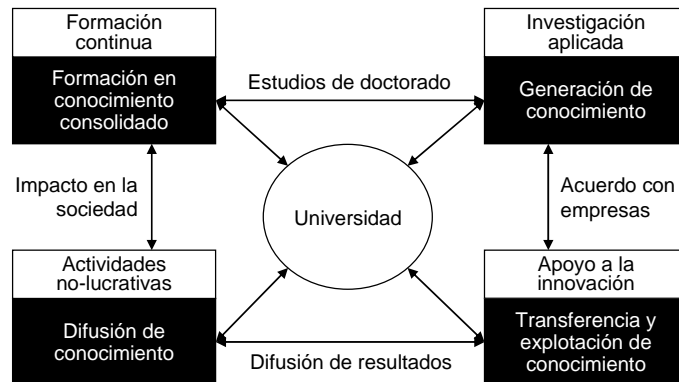 Formación
continua
Formación en
conocimiento
consolidado
Estudios de doctorado
Investigación
aplicada
Generación de
conocimiento
Impacto en la
sociedad
Universidad
Acuerdo con
empresas
Actividades
no-lucrativas
Difusión de
conocimiento
Difusión de resultados
Apoyo a la
innovación
Transferencia y
explotación de
conocimiento